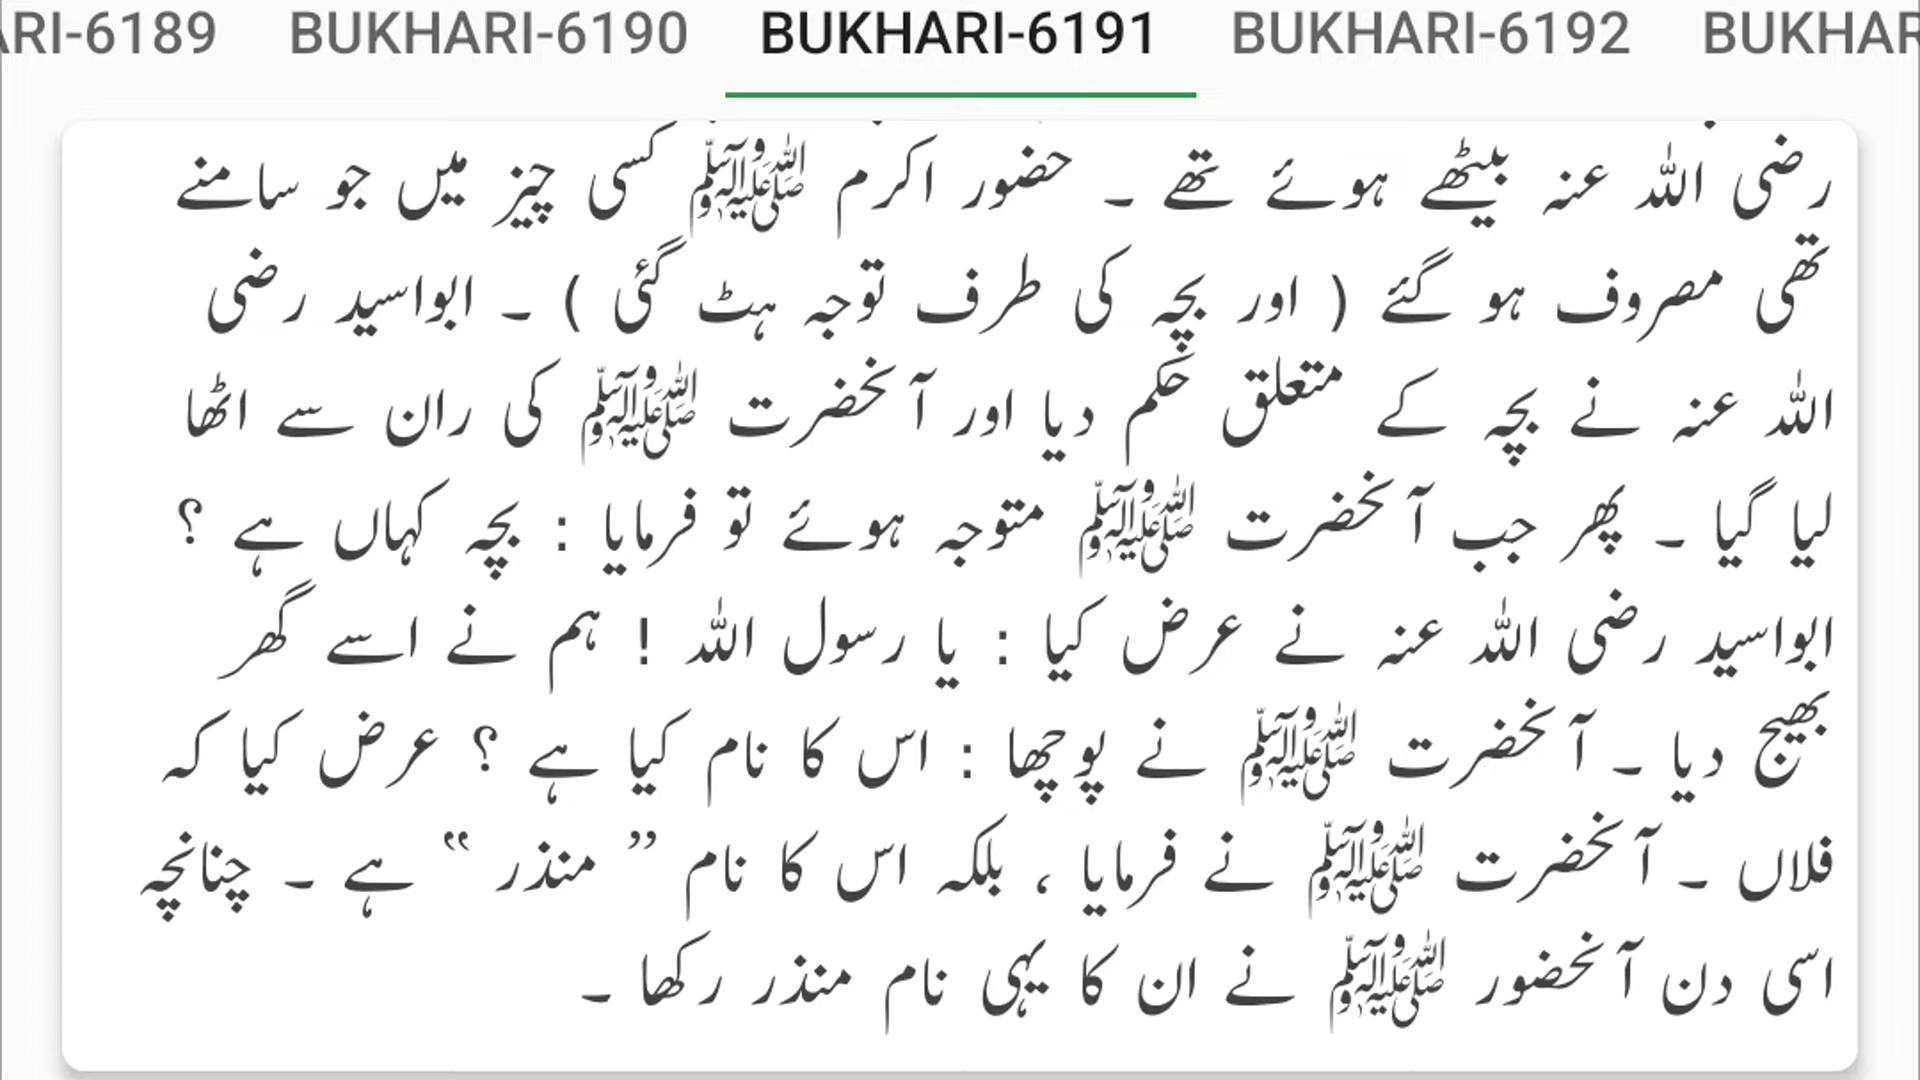 RI-6189 BUKHARI-6190 BUKHARI-6191 BUKHARI-6192 BUKHAR
رضی اللہ عنہ بیٹھے ہوئے تھے ۔ حضور اکرم ﷺ کسی چیز میں جو سامنے
تھی مصروف ہو گئے ( اور بچہ کی طرف توجہ ہٹ گئی ) ۔ ابواسید رضی
اللہ عنہ نے بچہ کے متعلق حکم دیا اور آنحضرت ﷺ کی ران سے اٹھا
لیا گیا ۔ پھر جب آنحضرت ﷺ متوجہ ہوئے تو فرمایا : بچہ کہاں ہے ؟
ابواسید رضی اللہ عنہ نے عرض کیا : یا رسول اللہ ! ہم نے اسے گھر
بھیج دیا ۔ آنحضرت ﷺ نے پوچھا : اس کا نام کیا ہے ؟ عرض کیا کہ
فلاں ۔ آنحضرت ﷺ نے فرمایا ، بلکہ اس کا نام ” منذر “ ہے ۔ چنانچہ
اسی دن آنحضور ﷺ نے ان کا یہی نام منذر رکھا ۔